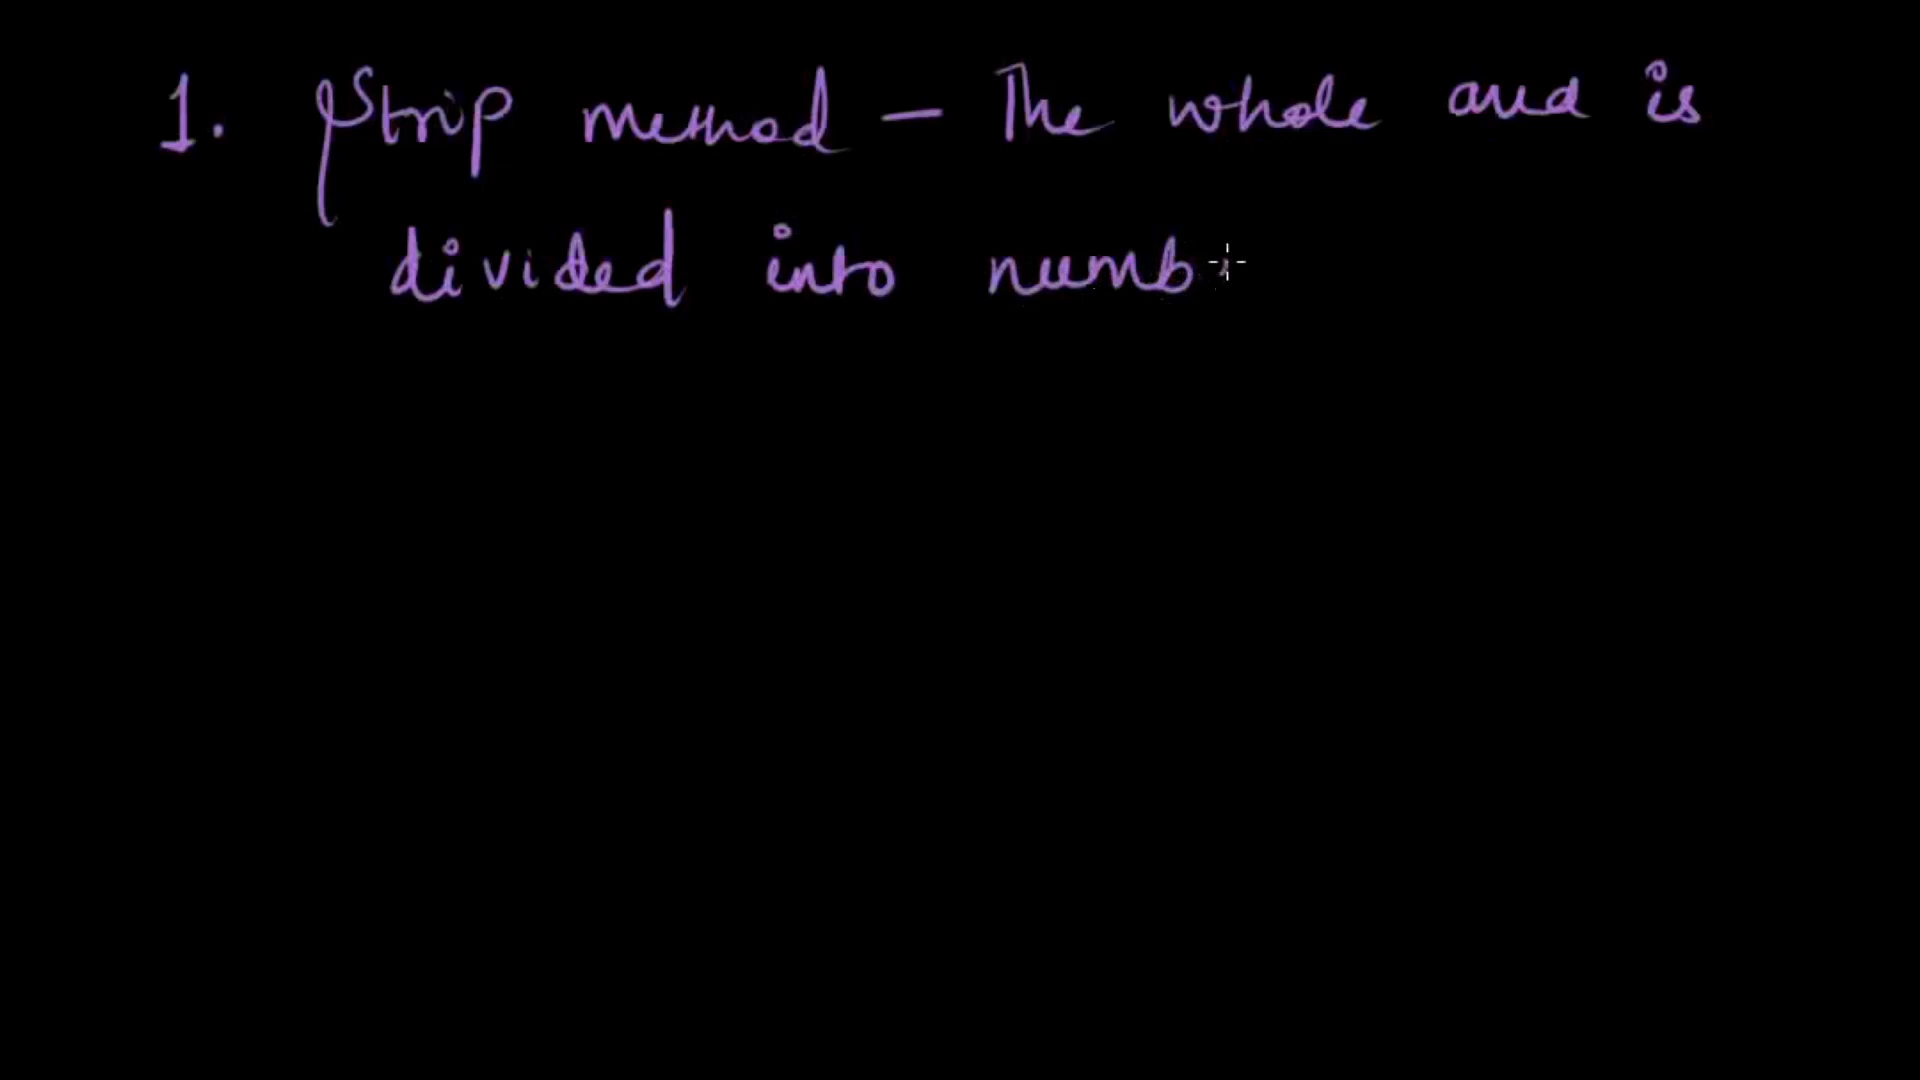 1. Strip method - The whole area is
divided into numb